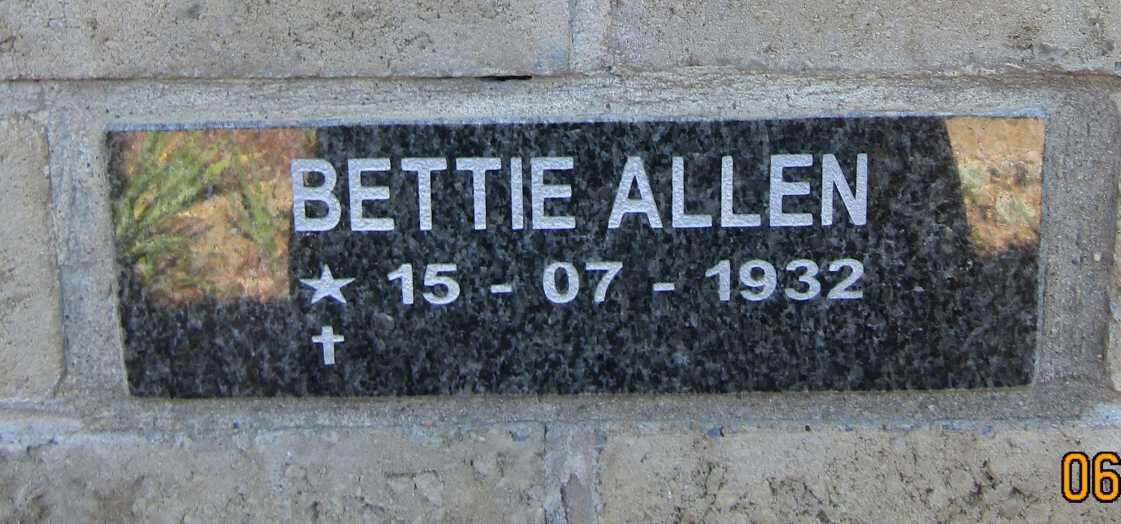 BETTIE ALLEN
★ 15 - 07 - 1932
✝
06